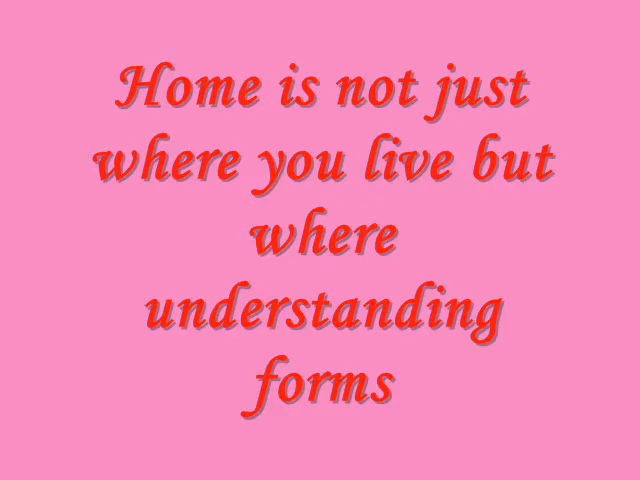 Home is not just
where you live but
where
understanding
forms